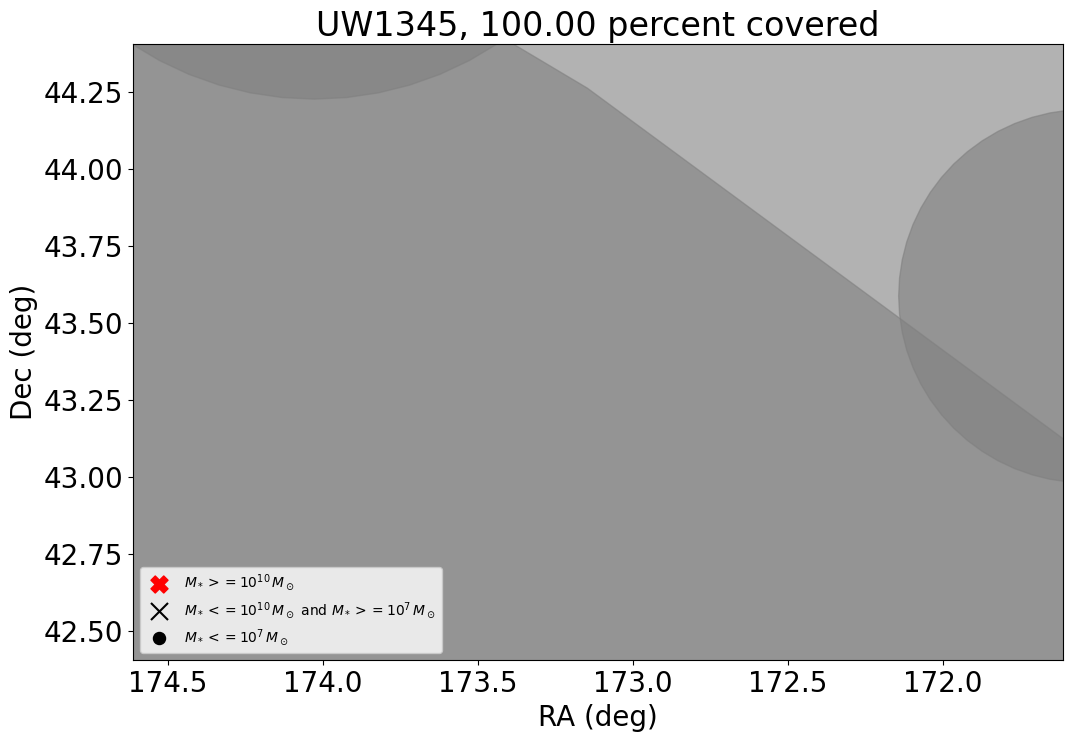 UW1345, 100.00 percent covered
44.25
44.00
43.75
43.50
43.25
43.00
42.75
42.50
Dec (deg)
M* >= 10^10 M⊙
M* <= 10^10 M⊙ and M* >= 10^7 M⊙
M* <= 10^7 M⊙
174.5 174.0 173.5 173.0 172.5 172.0
RA (deg)